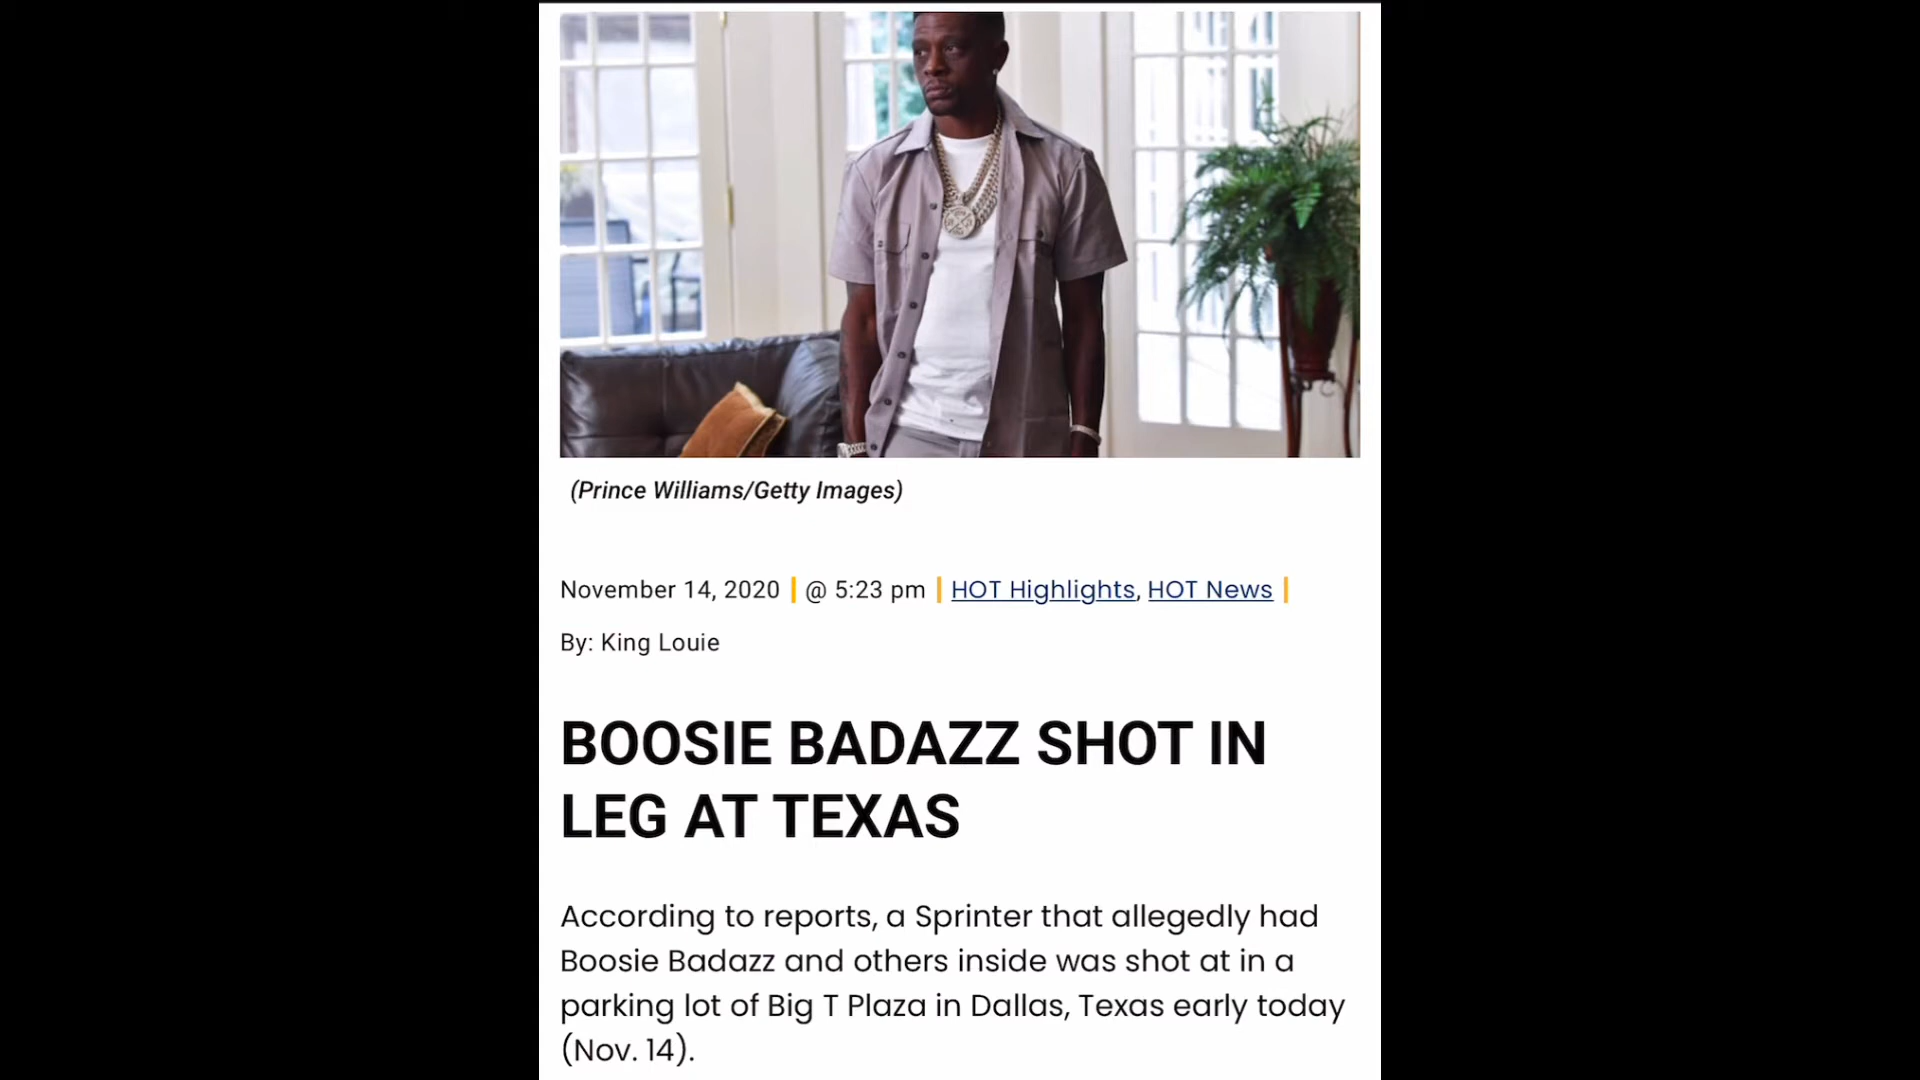 (Prince Williams/Getty Images)
November 14, 2020 | @ 5:23 pm | HOT Highlights, HOT News |
By: King Louie
BOOSIE BADAZZ SHOT IN
LEG AT TEXAS
According to reports, a Sprinter that allegedly had
Boosie Badazz and others inside was shot at in a
parking lot of Big T Plaza in Dallas, Texas early today
(Nov. 14).